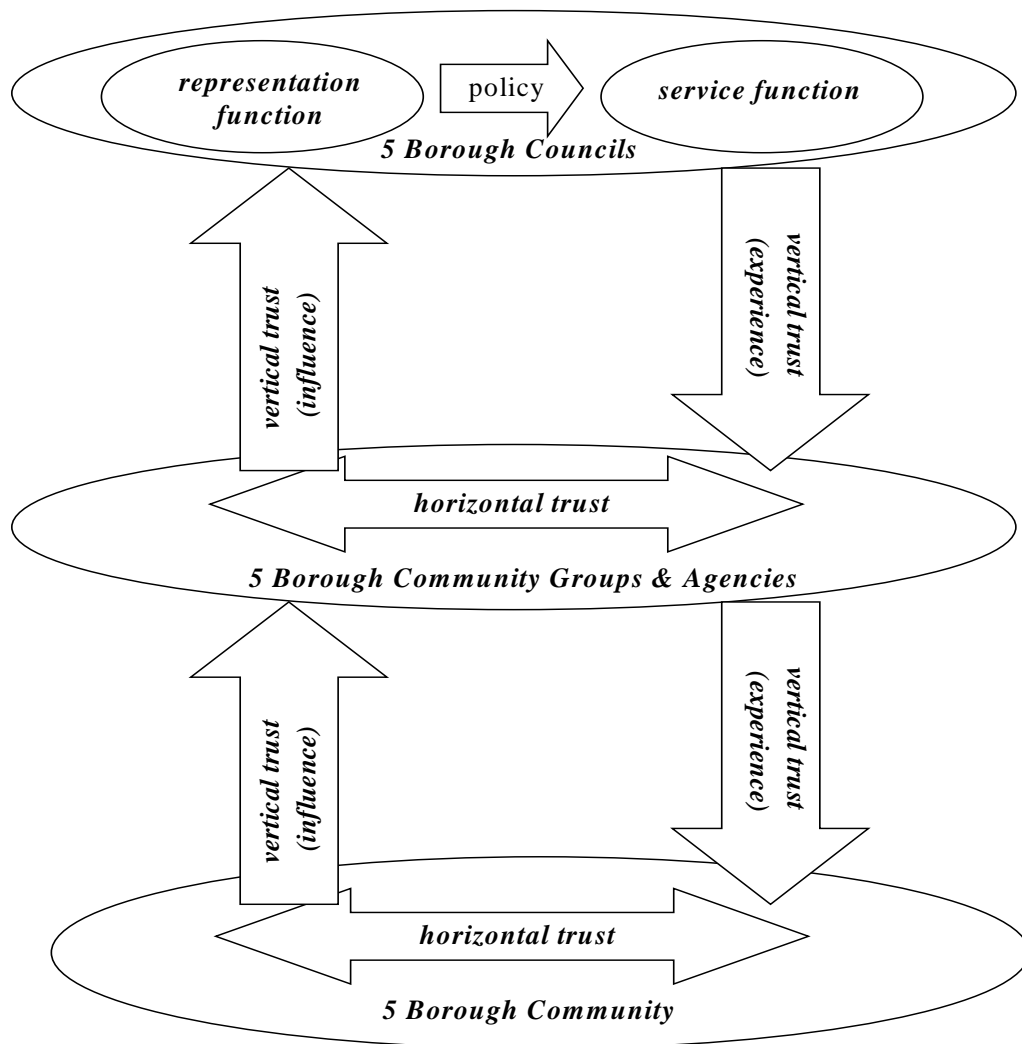 representation
function
policy
service function
5 Borough Councils
vertical trust
(influence)
vertical trust
(experience)
horizontal trust
5 Borough Community Groups & Agencies
vertical trust
(influence)
vertical trust
(experience)
horizontal trust
5 Borough Community